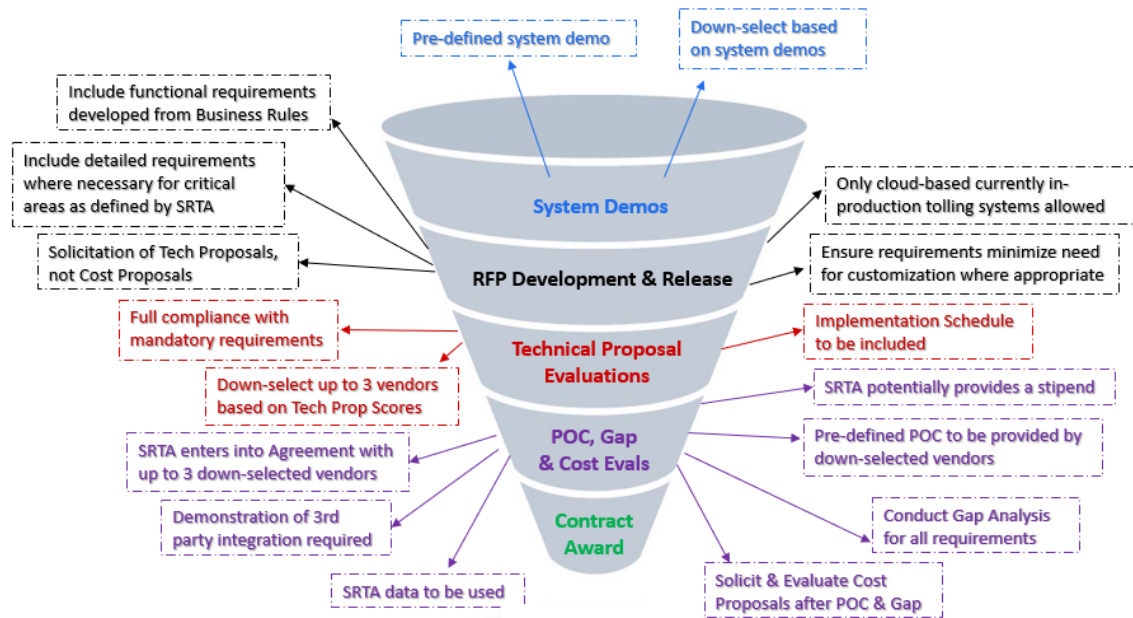 Pre-defined system demo
Down-select based
on system demos
Include functional requirements
developed from Business Rules
Include detailed requirements
where necessary for critical
areas as defined by SRTA
Solicitation of Tech Proposals,
not Cost Proposals
System Demos
Only cloud-based currently in-
production tolling systems allowed
RFP Development & Release
Ensure requirements minimize need
for customization where appropriate
Full compliance with
mandatory requirements
Down-select up to 3 vendors
based on Tech Prop Scores
Technical Proposal
Evaluations
Implementation Schedule
to be included
SRTA potentially provides a stipend
SRTA enters into Agreement with
up to 3 down-selected vendors
POC, Gap
& Cost Evals
Pre-defined POC to be provided by
down-selected vendors
Demonstration of 3rd
party integration required
Conduct Gap Analysis
for all requirements
Contract
Award
SRTA data to be used
Solicit & Evaluate Cost
Proposals after POC & Gap